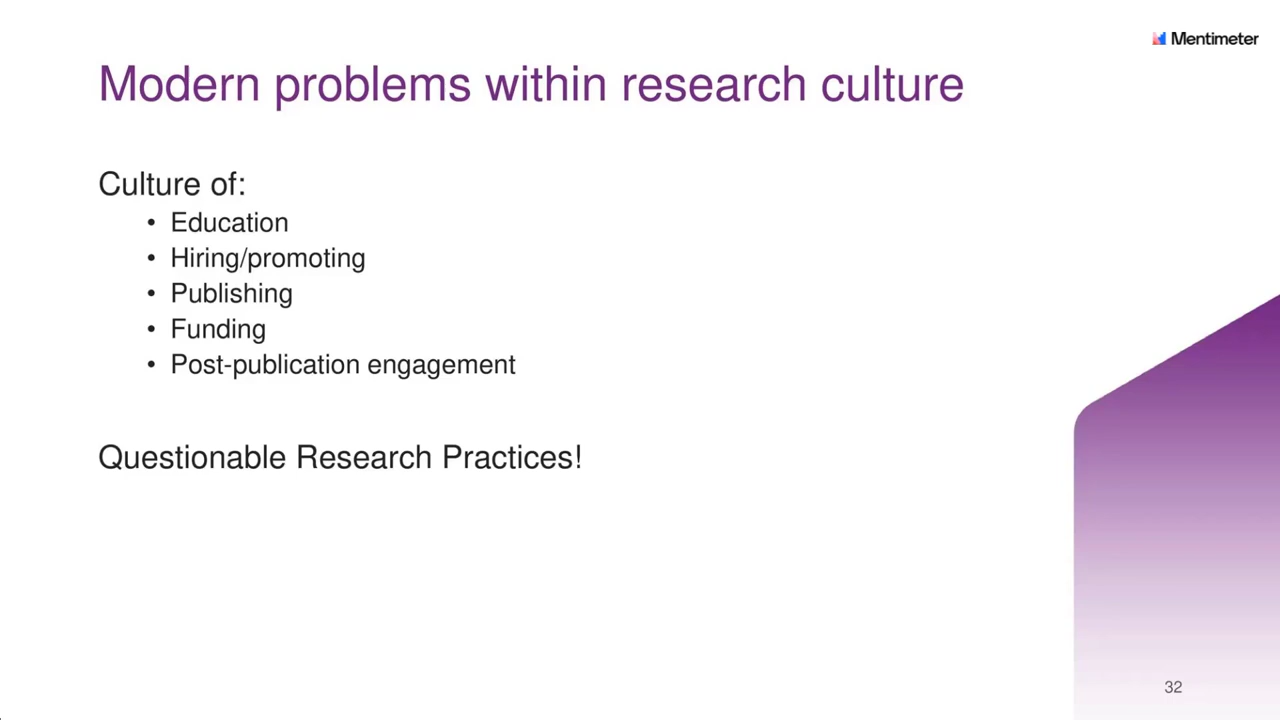 Mentimeter
Modern problems within research culture
Culture of:
• Education
• Hiring/promoting
• Publishing
• Funding
• Post-publication engagement
Questionable Research Practices!
32